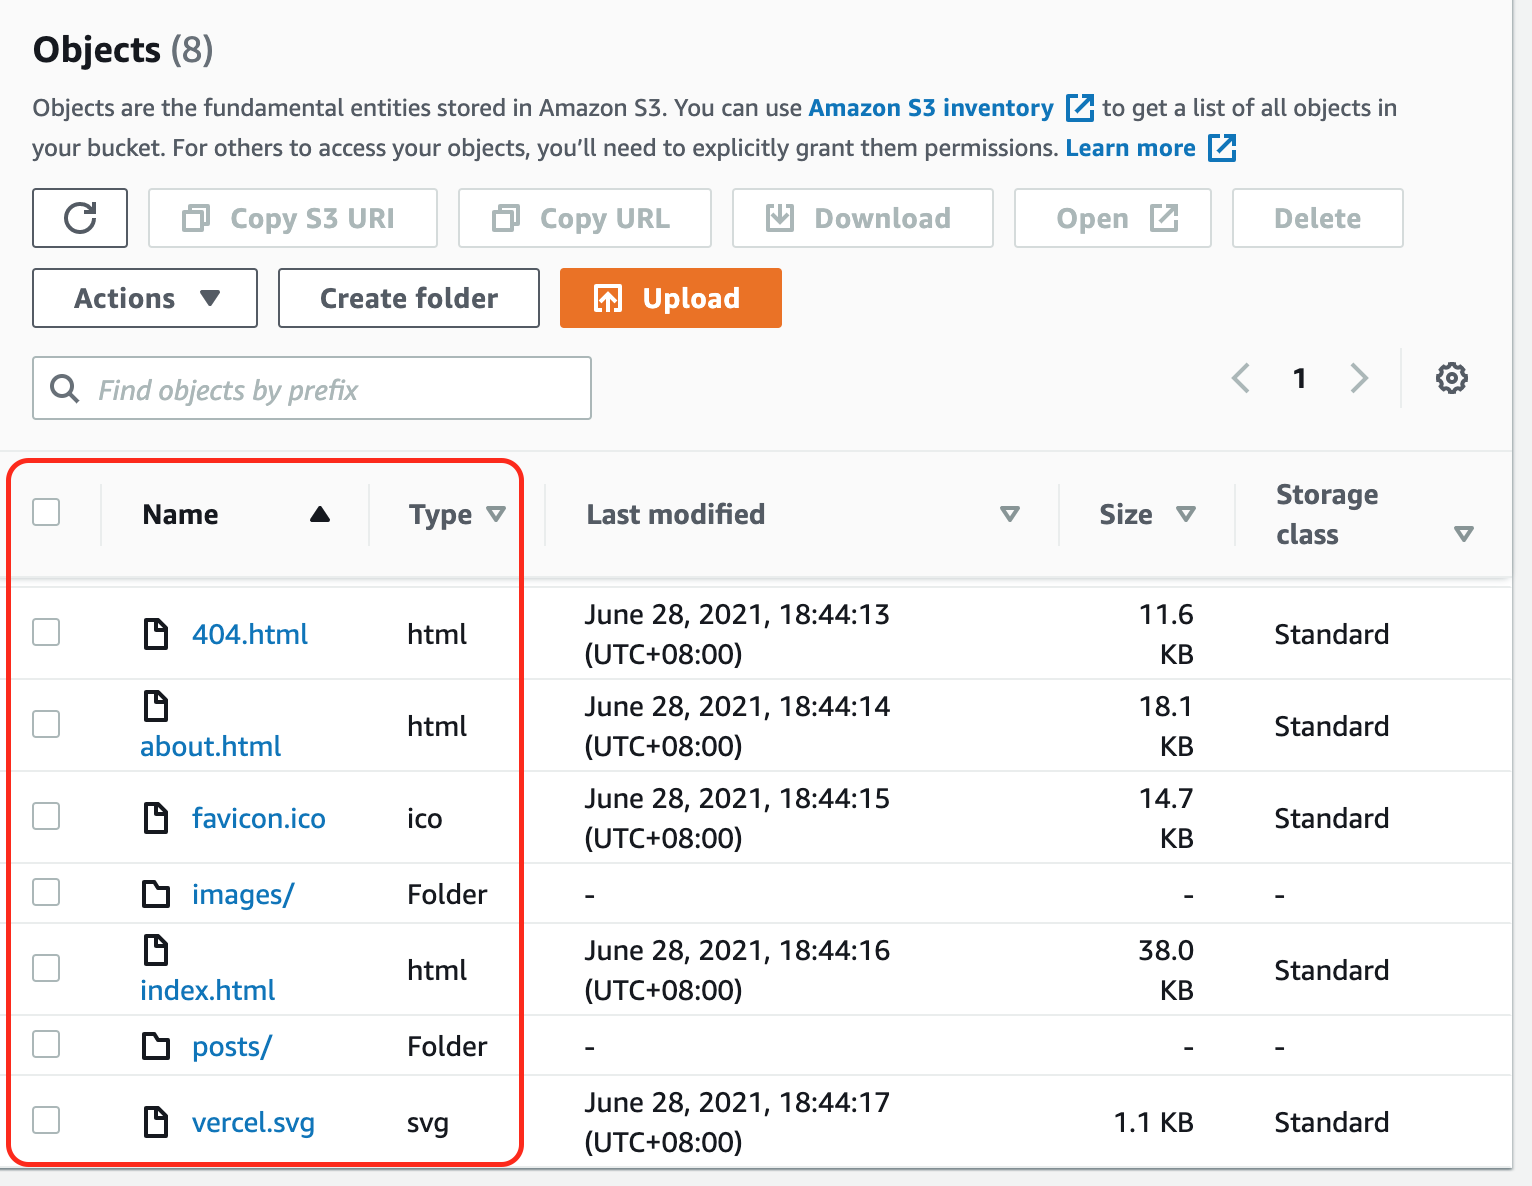 Objects (8)
Objects are the fundamental entities stored in Amazon S3. You can use Amazon S3 inventory to get a list of all objects in
your bucket. For others to access your objects, you’ll need to explicitly grant them permissions. Learn more
Copy S3 URI Copy URL Download Open Delete
Actions Create folder Upload
Find objects by prefix 1
Name Type Last modified Size Storage class
404.html html June 28, 2021, 18:44:13 (UTC+08:00) 11.6 KB Standard
about.html html June 28, 2021, 18:44:14 (UTC+08:00) 18.1 KB Standard
favicon.ico ico June 28, 2021, 18:44:15 (UTC+08:00) 14.7 KB Standard
images/ Folder - - -
index.html html June 28, 2021, 18:44:16 (UTC+08:00) 38.0 KB Standard
posts/ Folder - - -
vercel.svg svg June 28, 2021, 18:44:17 (UTC+08:00) 1.1 KB Standard